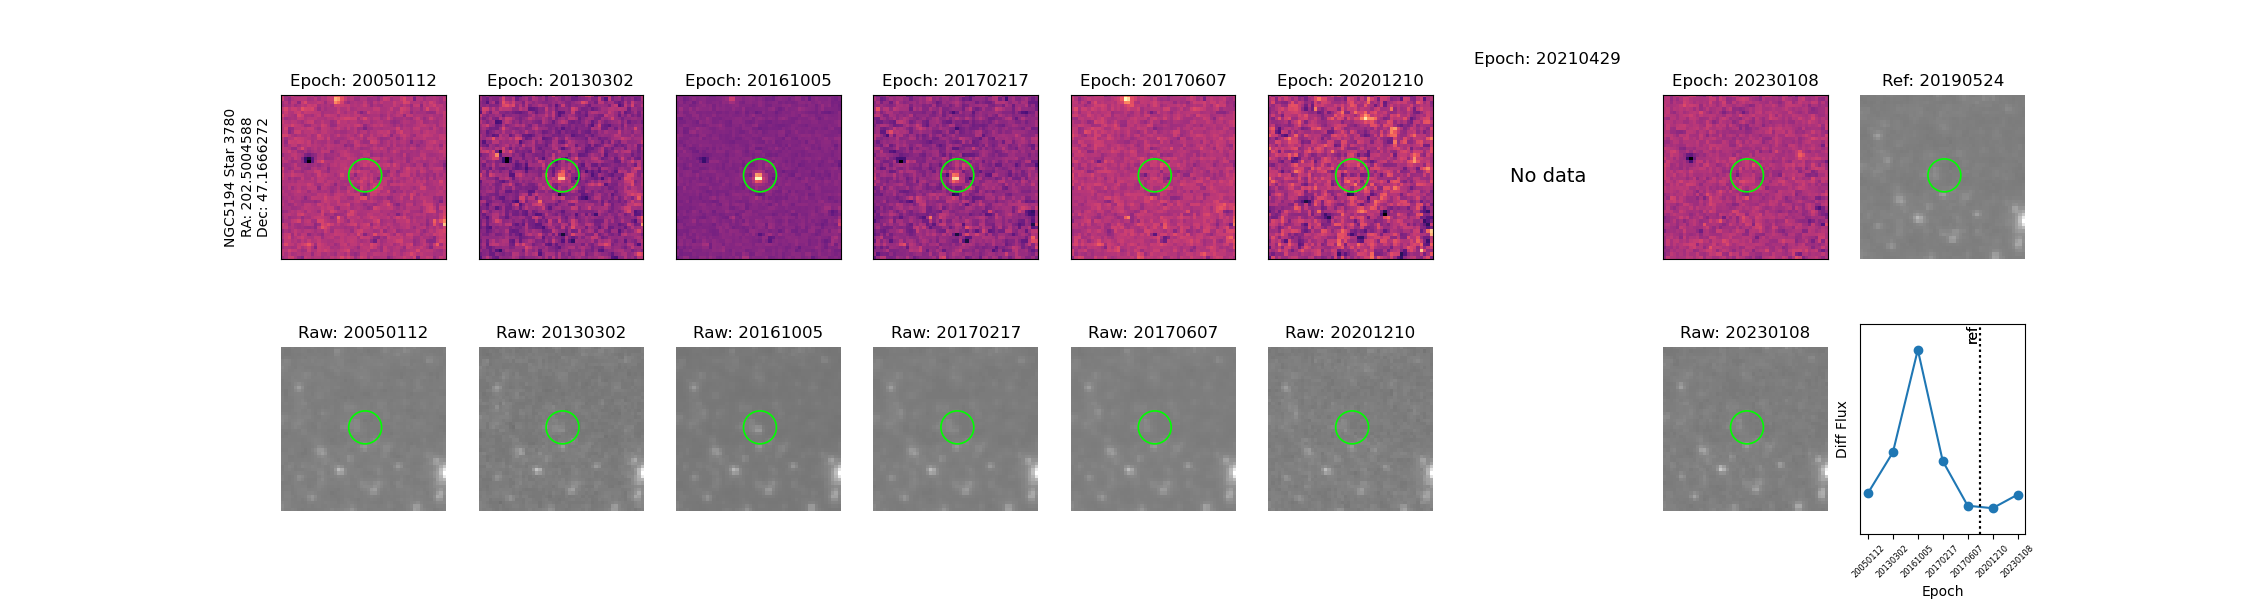 Epoch: 20210429
Epoch: 20050112
Epoch: 20130302
Epoch: 20161005
Epoch: 20170217
Epoch: 20170607
Epoch: 20201210
Epoch: 20230108
Ref: 20190524
NGC5194 Star 3780
RA: 202.5004588
Dec: 47.1666272
No data
Raw: 20050112
Raw: 20130302
Raw: 20161005
Raw: 20170217
Raw: 20170607
Raw: 20201210
Raw: 20230108
ref
Diff Flux
20050112
20130302
20161005
20170217
20170607
20201210
20230108
Epoch